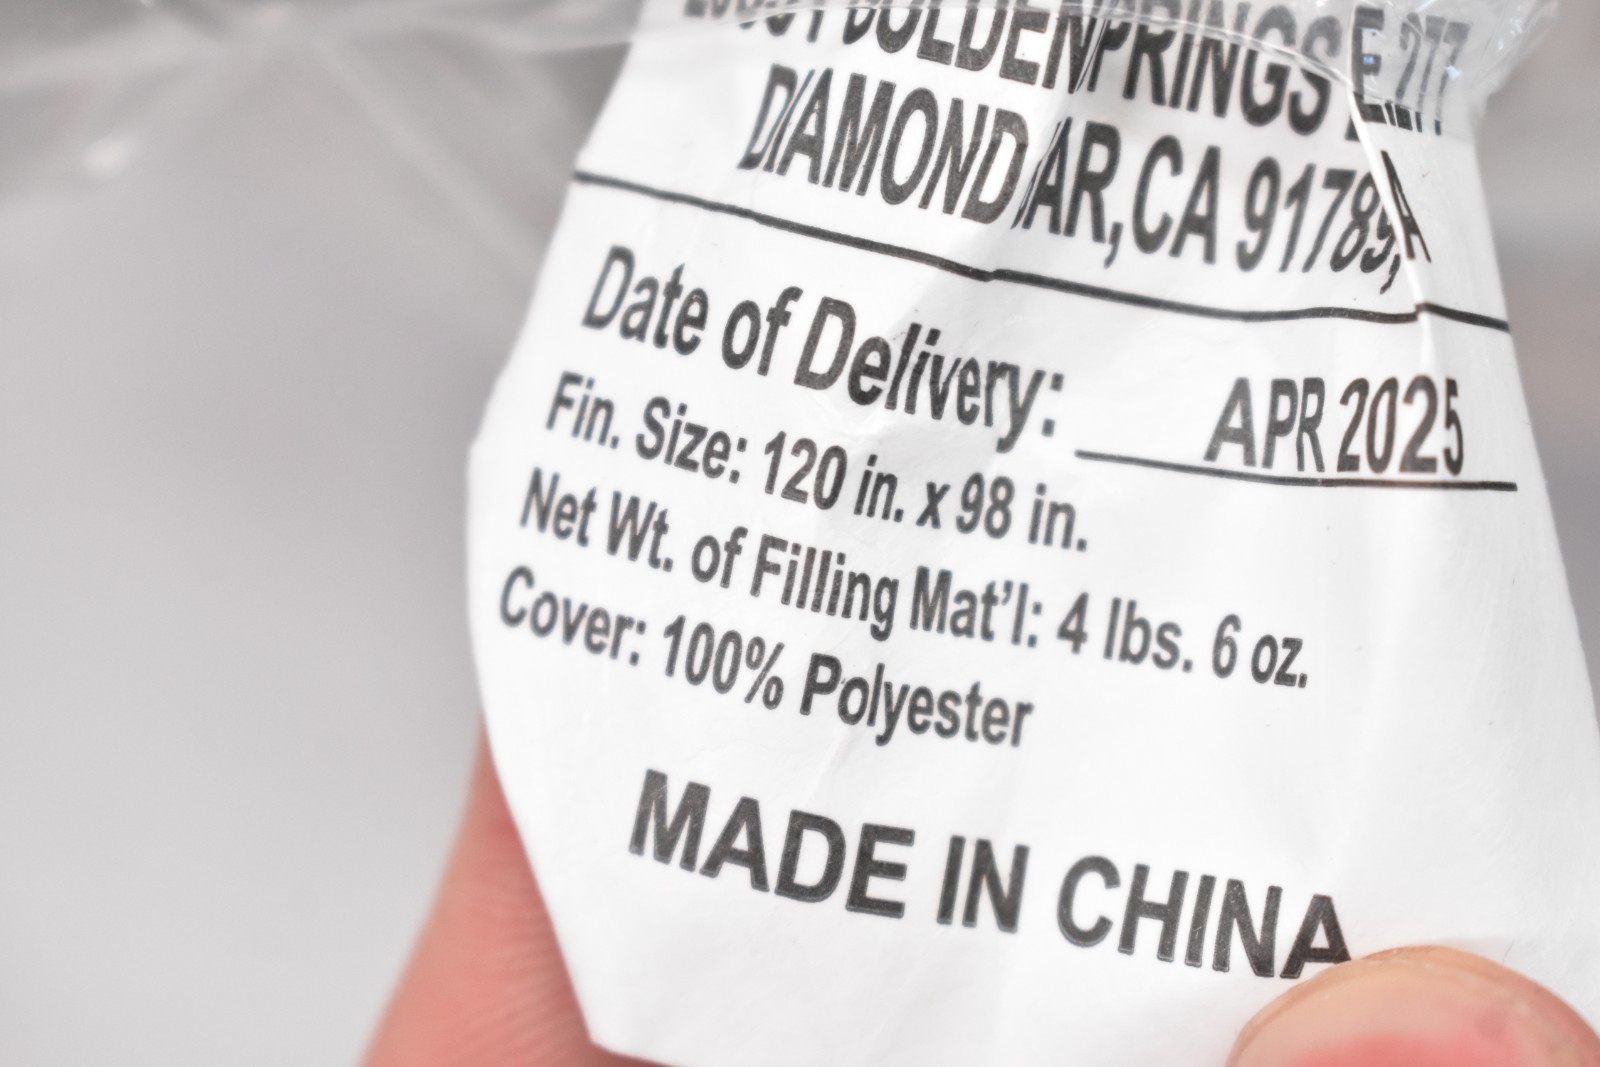 DIAMOND AR, CA 91789,
Date of Delivery: APR 2025
Fin. Size: 120 in. x 98 in.
Net Wt. of Filling Mat'l: 4 lbs. 6 oz.
Cover: 100% Polyester
MADE IN CHINA